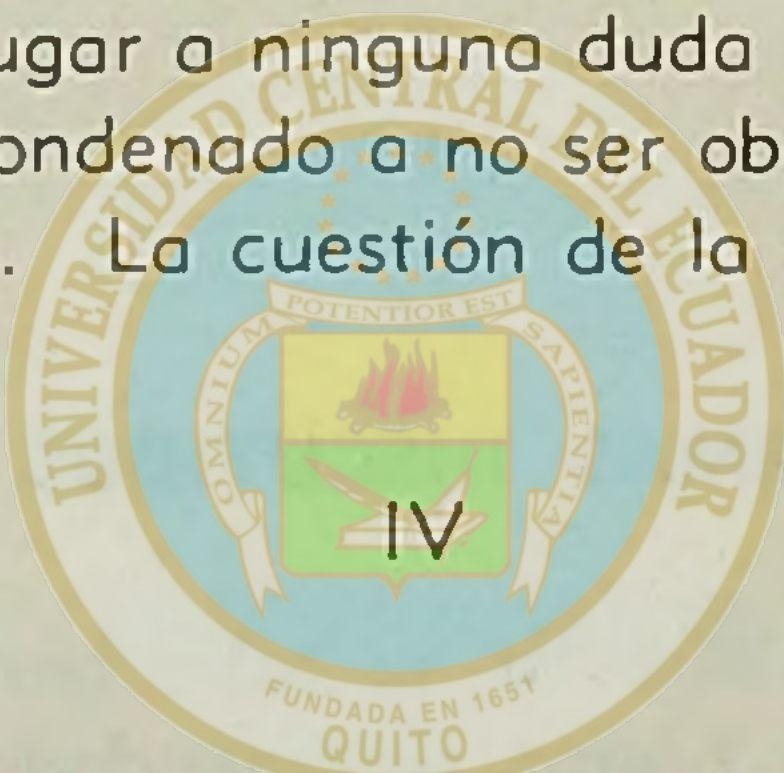 ugar a ninguna duda
ondenado a no ser ob
. La cuestión de la
IV
UNIVERSIDAD CENTRAL DEL ECUADOR
OMNIUM POTENTIOR EST SAPIENTIA
FUNDADA EN 1651
QUITO